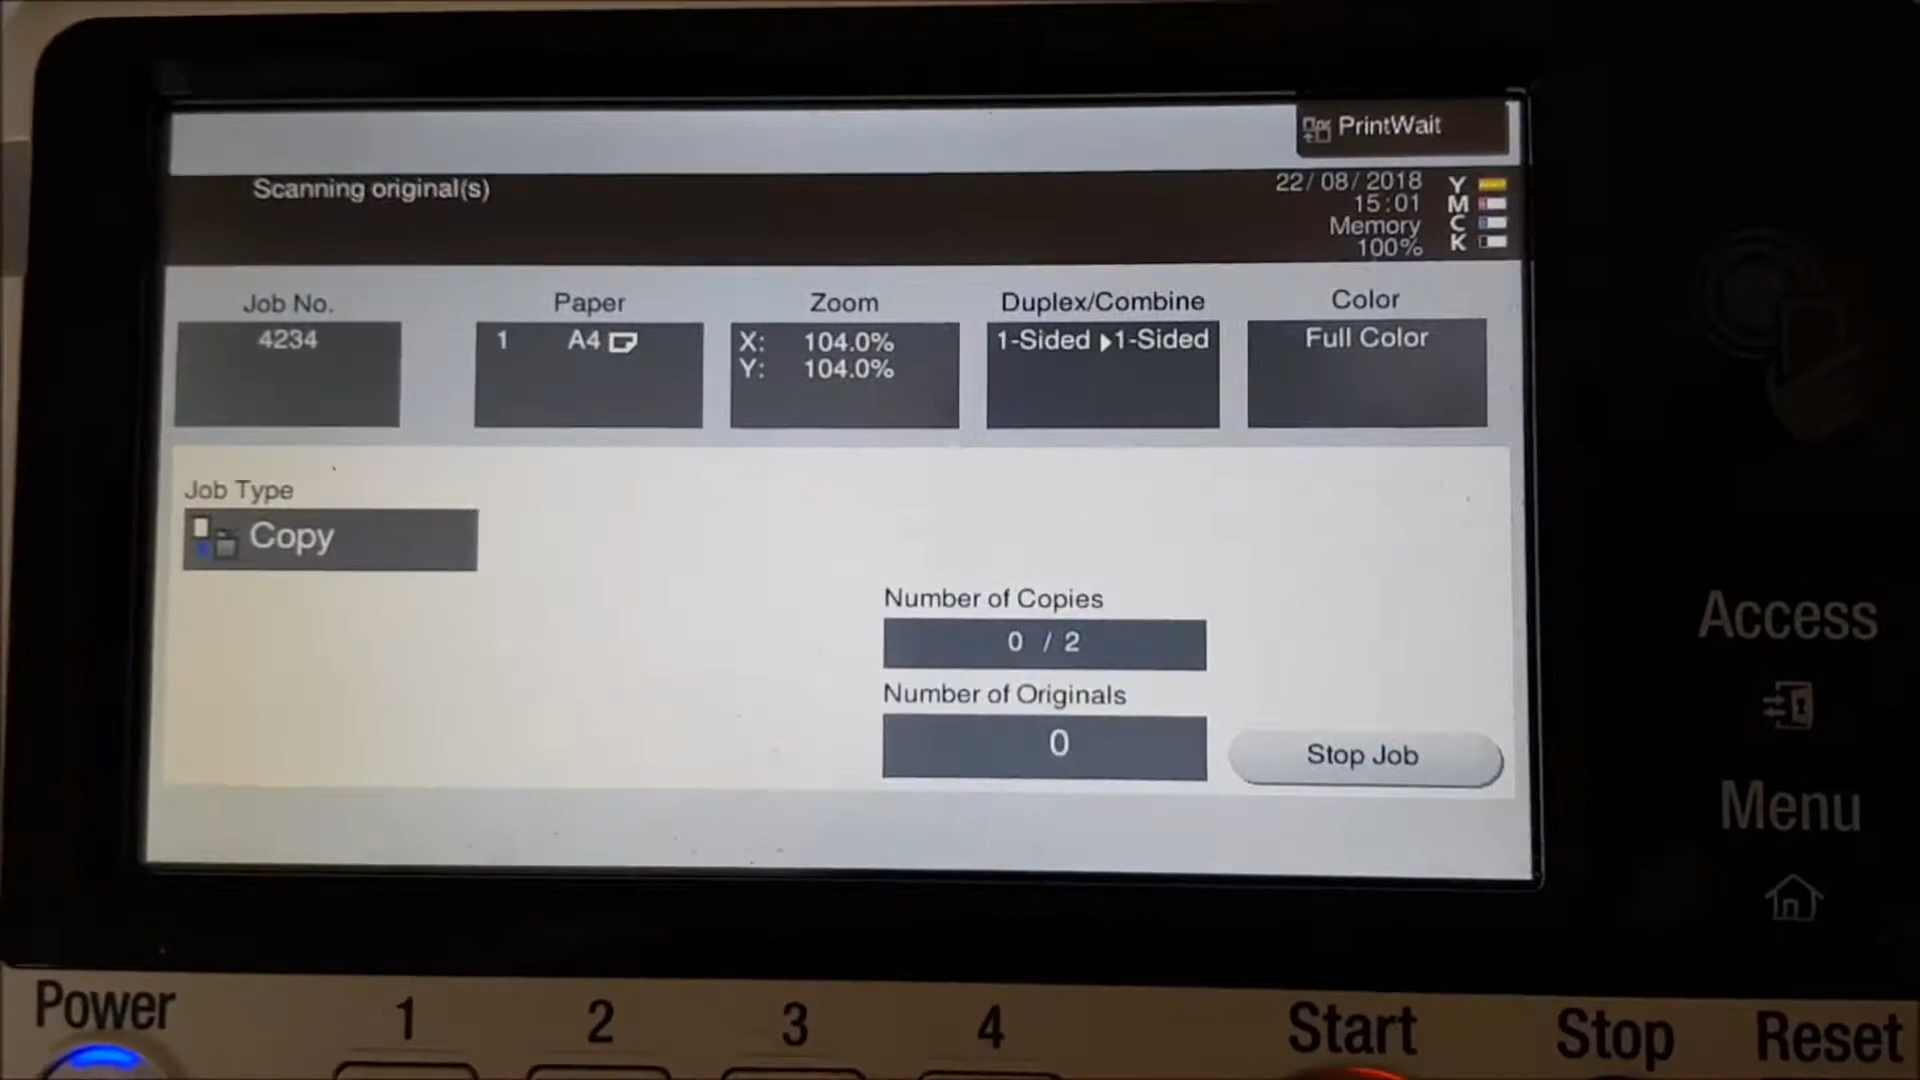 PrintWait
Scanning original(s)
22/08/2018
15:01
Memory
100%
Y
M
C
K
Job No.
4234
Paper
1 A4
Zoom
X: 104.0%
Y: 104.0%
Duplex/Combine
1-Sided 1-Sided
Color
Full Color
Job Type
Copy
Number of Copies
0 / 2
Number of Originals
0
Stop Job
Access
Menu
Power
1
2
3
4
Start
Stop
Reset